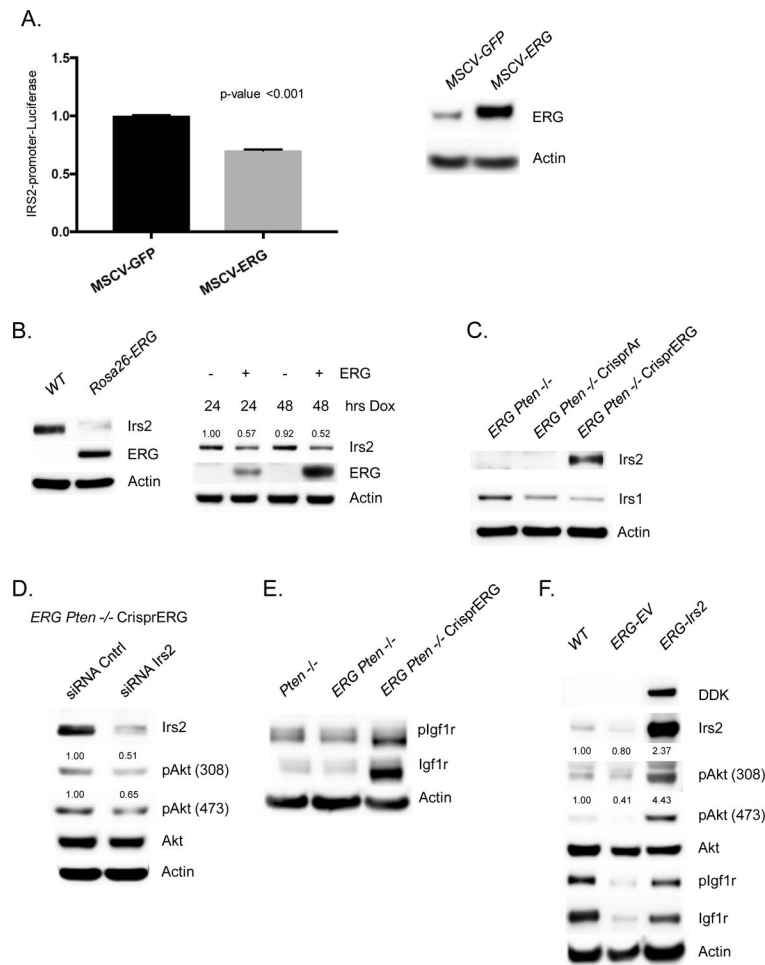 A.
IRS2-promoter-Luciferase
1.5
1.0
0.5
0.0
p-value <0.001
MSCV-GFP
MSCV-ERG
MSCV-GFP
MSCV-ERG
ERG
Actin
B.
WT
Rosa26-ERG
Irs2
ERG
Actin
- + - + ERG
24 24 48 48 hrs Dox
1.00 0.57 0.92 0.52
Irs2
ERG
Actin
C.
ERG Pten -/-
ERG Pten -/- CrisprAr
ERG Pten -/- CrisprERG
Irs2
Irs1
Actin
D.
ERG Pten -/- CrisprERG
siRNA Cntrl
siRNA Irs2
Irs2
1.00 0.51
pAkt (308)
1.00 0.65
pAkt (473)
Akt
Actin
E.
Pten -/-
ERG Pten -/-
ERG Pten -/- CrisprERG
pIgf1r
Igf1r
Actin
F.
WT
ERG-EV
ERG-Irs2
DDK
Irs2
1.00 0.80 2.37
pAkt (308)
1.00 0.41 4.43
pAkt (473)
Akt
pIgf1r
Igf1r
Actin